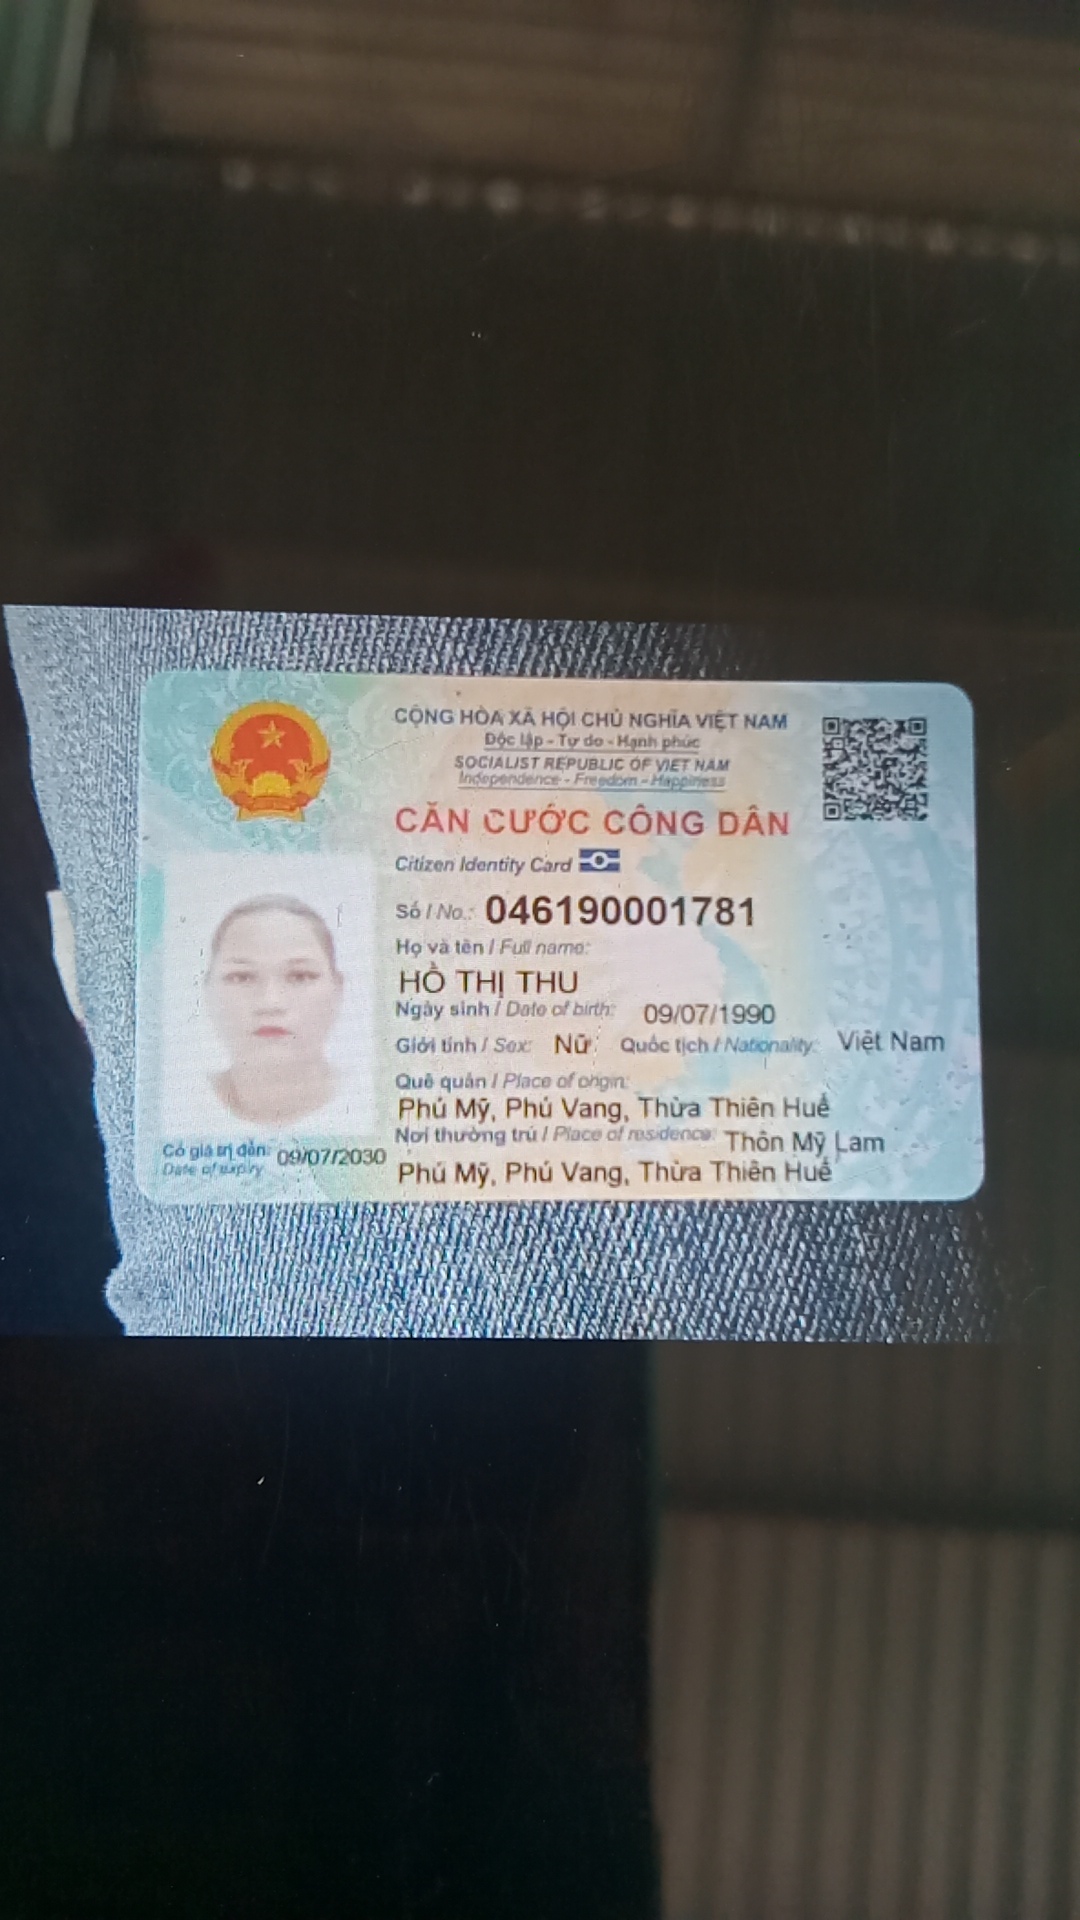 CỘNG HÒA XÃ HỘI CHỦ NGHĨA VIỆT NAM
Độc lập - Tự do - Hạnh phúc
SOCIALIST REPUBLIC OF VIET NAM
Independence - Freedom - Happiness
CĂN CƯỚC CÔNG DÂN
Citizen Identity Card
Số / No.: 046190001781
Họ và tên / Full name:
HỒ THỊ THU
Ngày sinh / Date of birth: 09/07/1990
Giới tính / Sex: Nữ Quốc tịch / Nationality: Việt Nam
Quê quán / Place of origin:
Phú Mỹ, Phú Vang, Thừa Thiên Huế
Nơi thường trú / Place of residence: Thôn Mỹ Lam
Phú Mỹ, Phú Vang, Thừa Thiên Huế
Có giá trị đến: 09/07/2030
Date of expiry